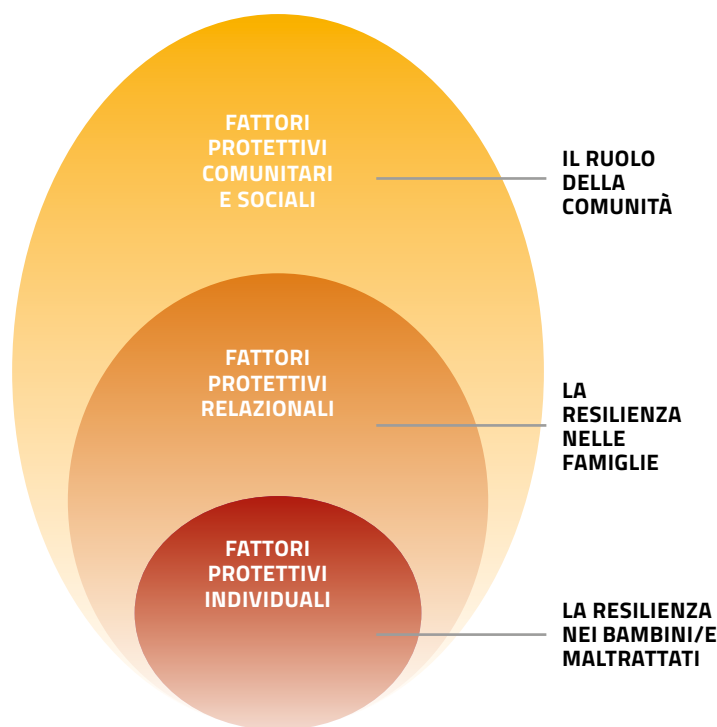 FATTORI
PROTETTIVI
COMUNITARI
E SOCIALI
IL RUOLO
DELLA
COMUNITÀ
FATTORI
PROTETTIVI
RELAZIONALI
LA
RESILIENZA
NELLE
FAMIGLIE
FATTORI
PROTETTIVI
INDIVIDUALI
LA RESILIENZA
NEI BAMBINI/E
MALTRATTATI